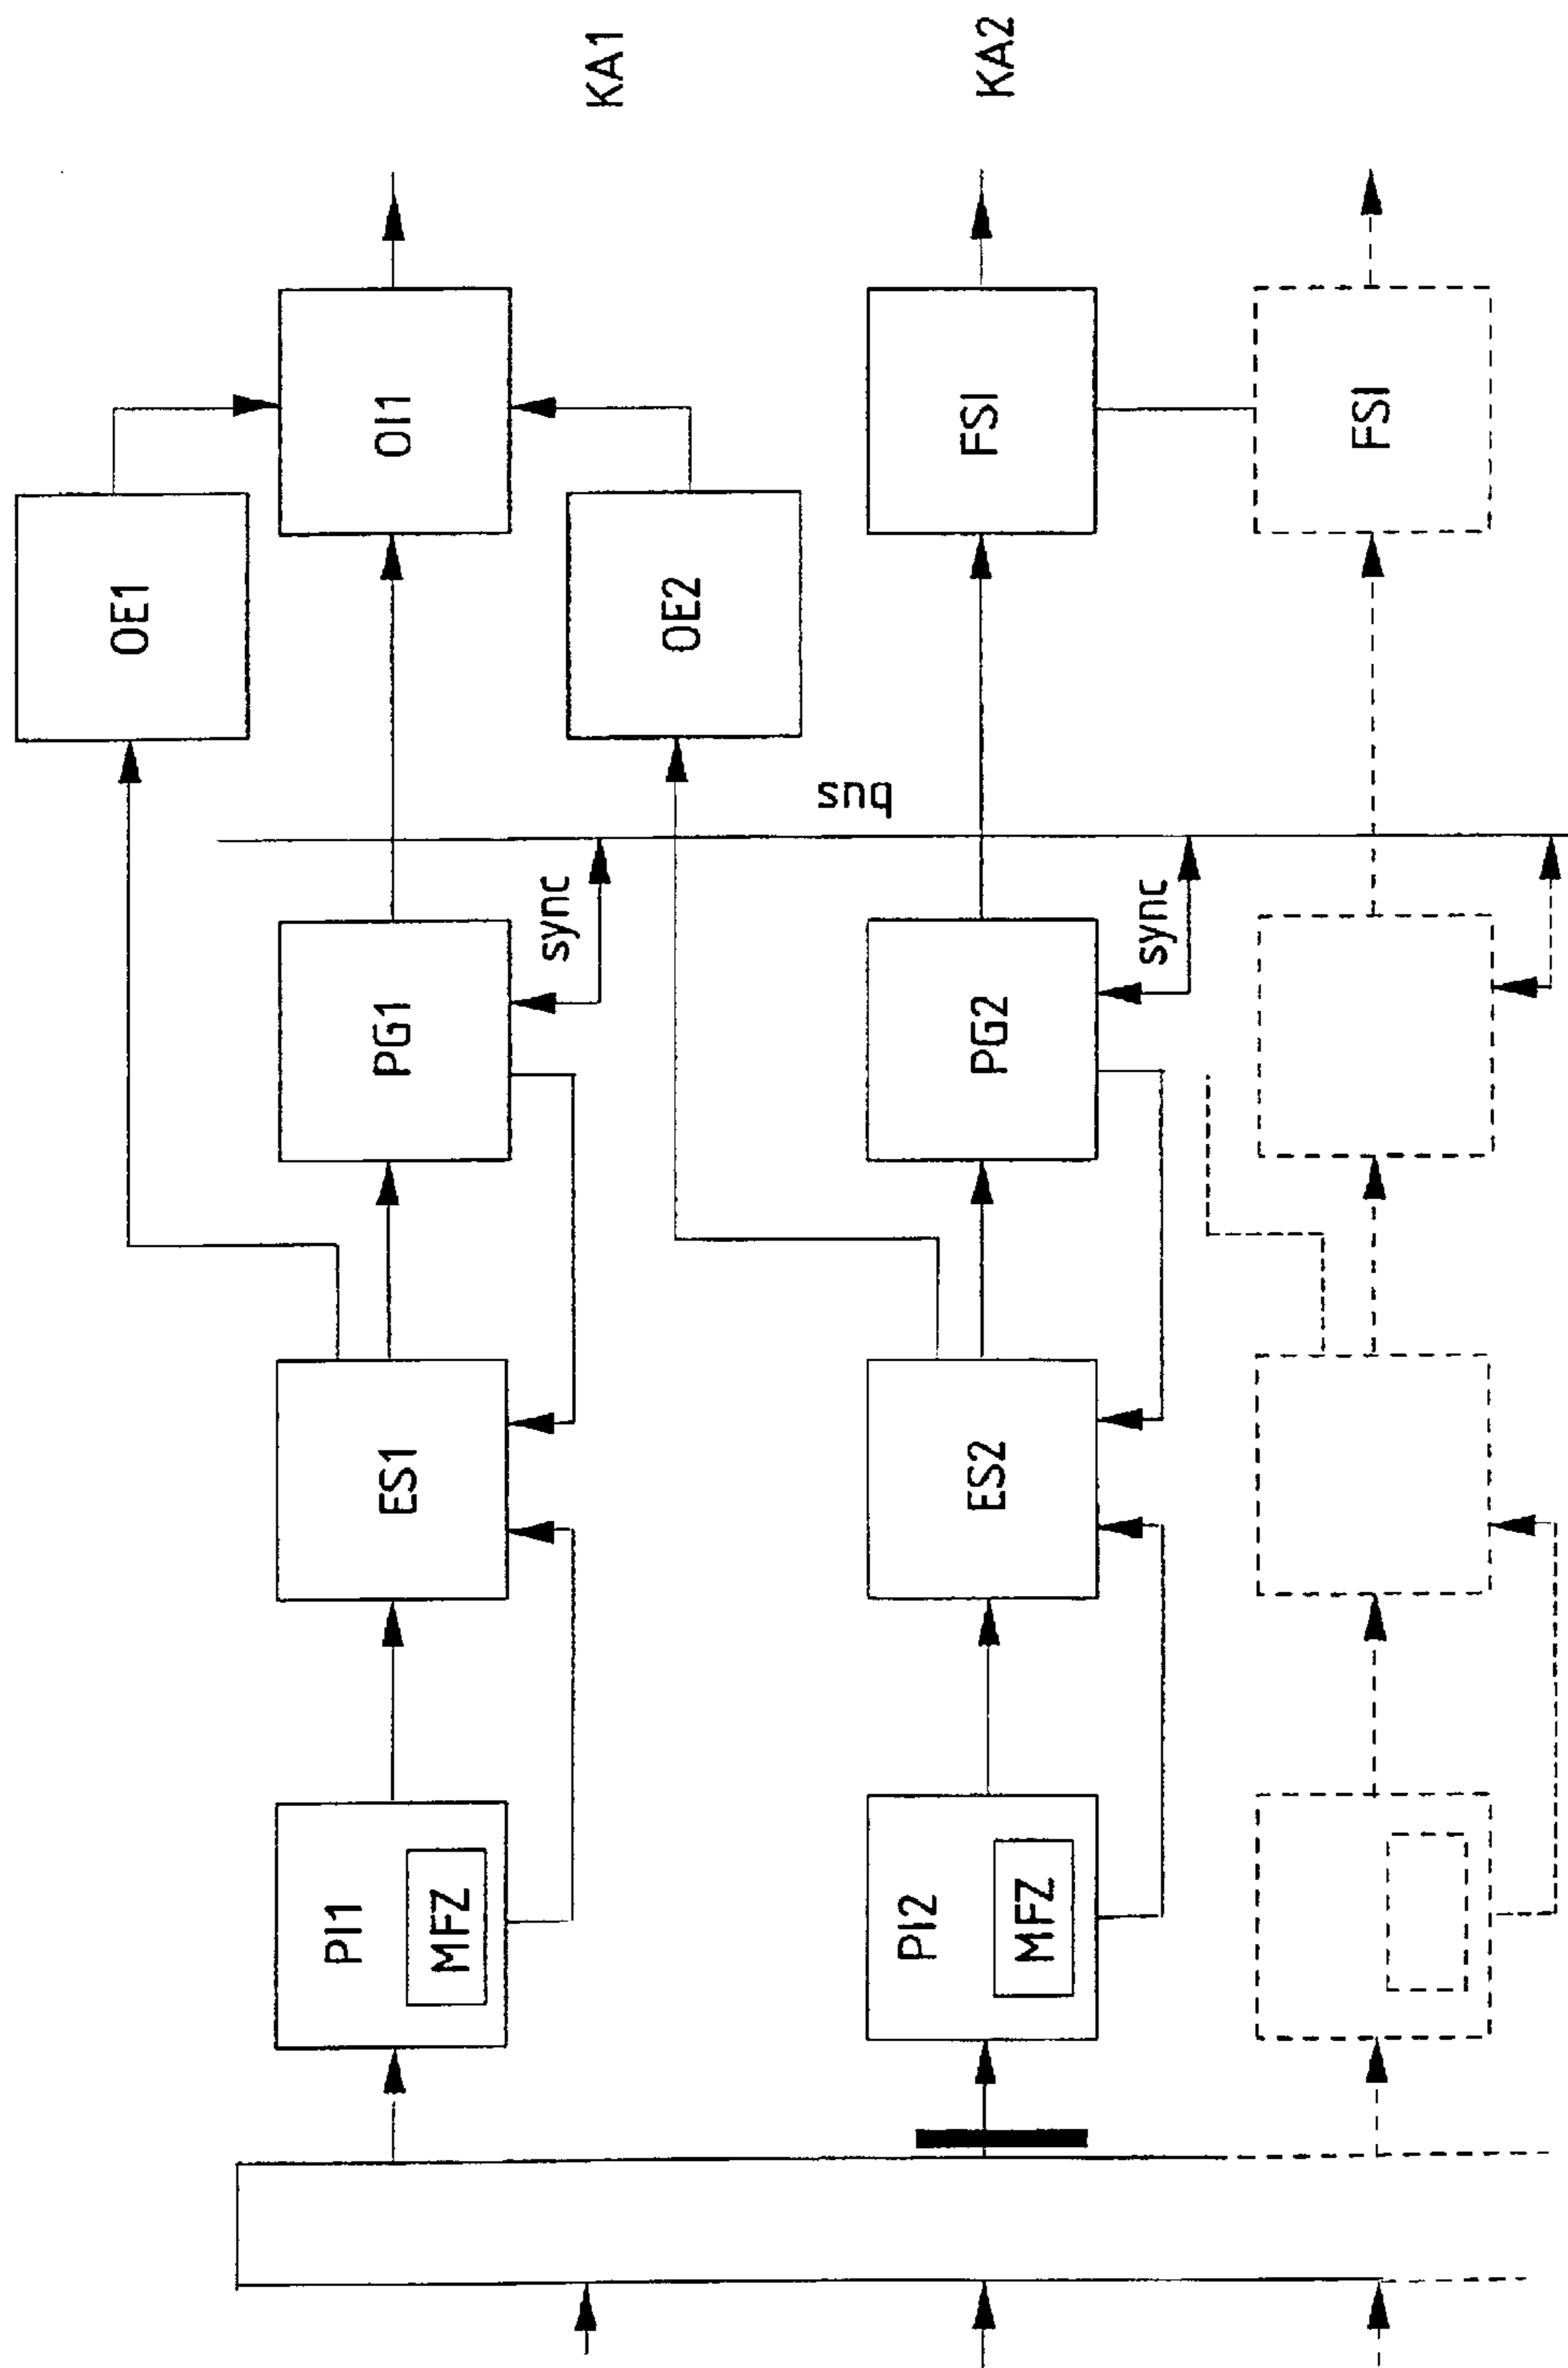 OE1
PI1
MFZ
ES1
PG1
OI1
sync
KA1
OE2
bus
PI2
MFZ
ES2
PG2
FSI
KA2
sync
FSI